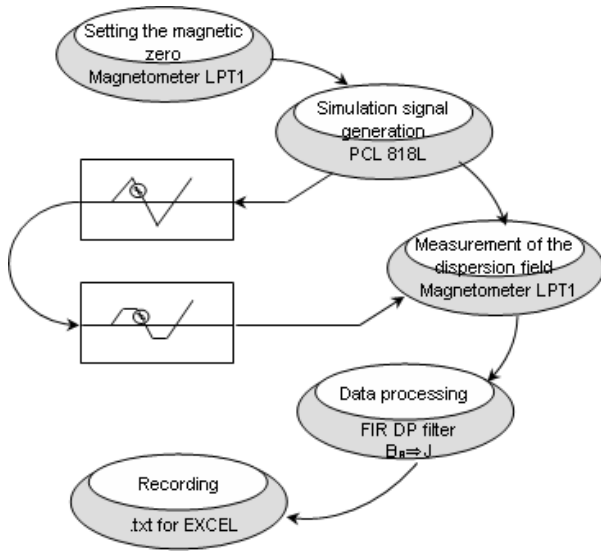 Setting the magnetic
zero
Magnetometer LPT1
Simulation signal
generation
PCL 818L
Measurement of the
dispersion field
Magnetometer LPT1
Data processing
FIR DP filter
BR⇒J
Recording
.txt for EXCEL